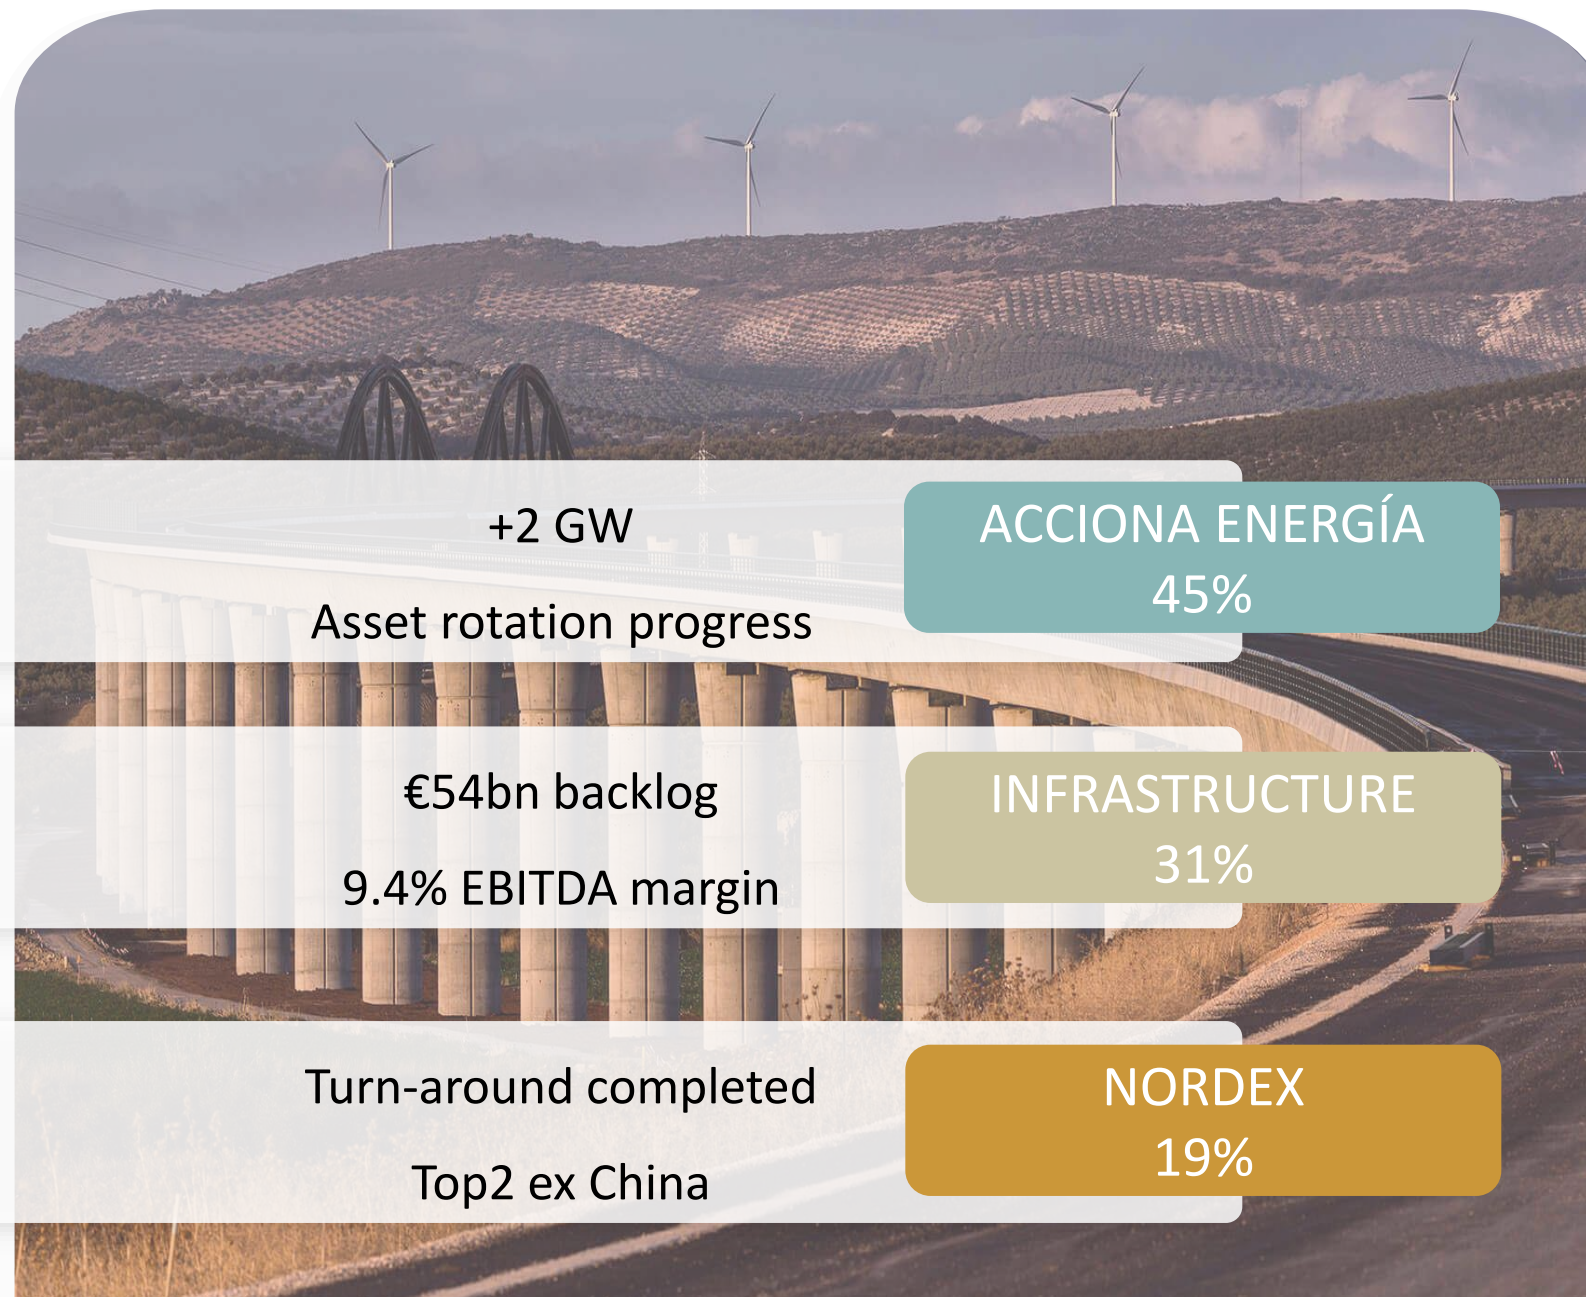 +2 GW
Asset rotation progress
ACCIONA ENERGÍA
45%
€54bn backlog
9.4% EBITDA margin
INFRASTRUCTURE
31%
Turn-around completed
Top2 ex China
NORDEX
19%